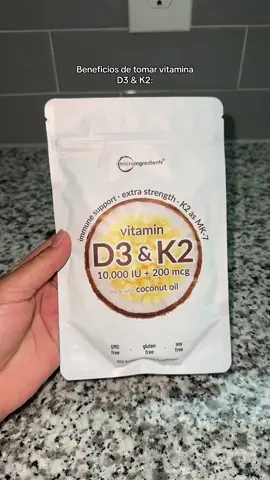 Beneficios de tomar vitamina
D3 & K2:
microingredients
immune support · extra strength · K2 as MK-7
vitamin
D3 & K2
10,000 IU + 200 mcg
coconut oil
GMO free · gluten free · soy free